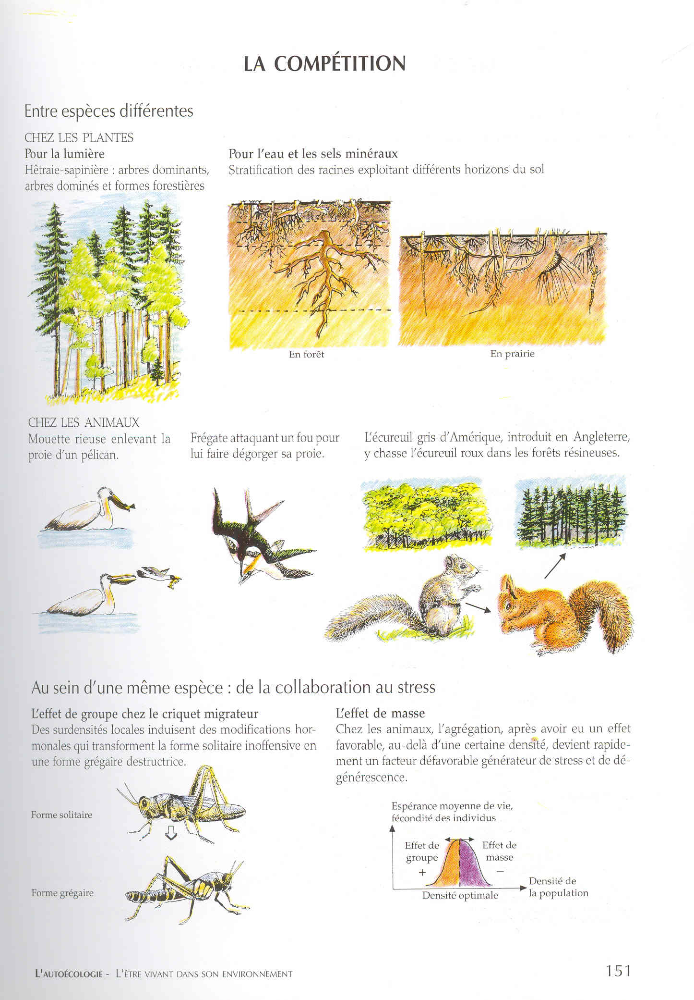 LA COMPÉTITION
Entre espèces différentes
CHEZ LES PLANTES
Pour la lumière
Hêtraie-sapinière : arbres dominants,
arbres dominés et formes forestières
Pour l'eau et les sels minéraux
Stratification des racines exploitant différents horizons du sol
En forêt
En prairie
CHEZ LES ANIMAUX
Mouette rieuse enlevant la
proie d'un pélican.
Frégate attaquant un fou pour
lui faire dégorger sa proie.
L'écureuil gris d'Amérique, introduit en Angleterre,
y chasse l'écureuil roux dans les forêts résineuses.
Au sein d'une même espèce : de la collaboration au stress
L'effet de groupe chez le criquet migrateur
Des surdensités locales induisent des modifications hor-
monales qui transforment la forme solitaire inoffensive en
une forme grégaire destructrice.
Forme solitaire
Forme grégaire
L'effet de masse
Chez les animaux, l'agrégation, après avoir eu un effet
favorable, au-delà d'une certaine densité, devient rapide-
ment un facteur défavorable générateur de stress et de dé-
générescence.
Espérance moyenne de vie,
fécondité des individus
Effet de
groupe
+
Effet de
masse
−
Densité optimale
Densité de
la population
L'AUTOÉCOLOGIE - L'ÊTRE VIVANT DANS SON ENVIRONNEMENT
151